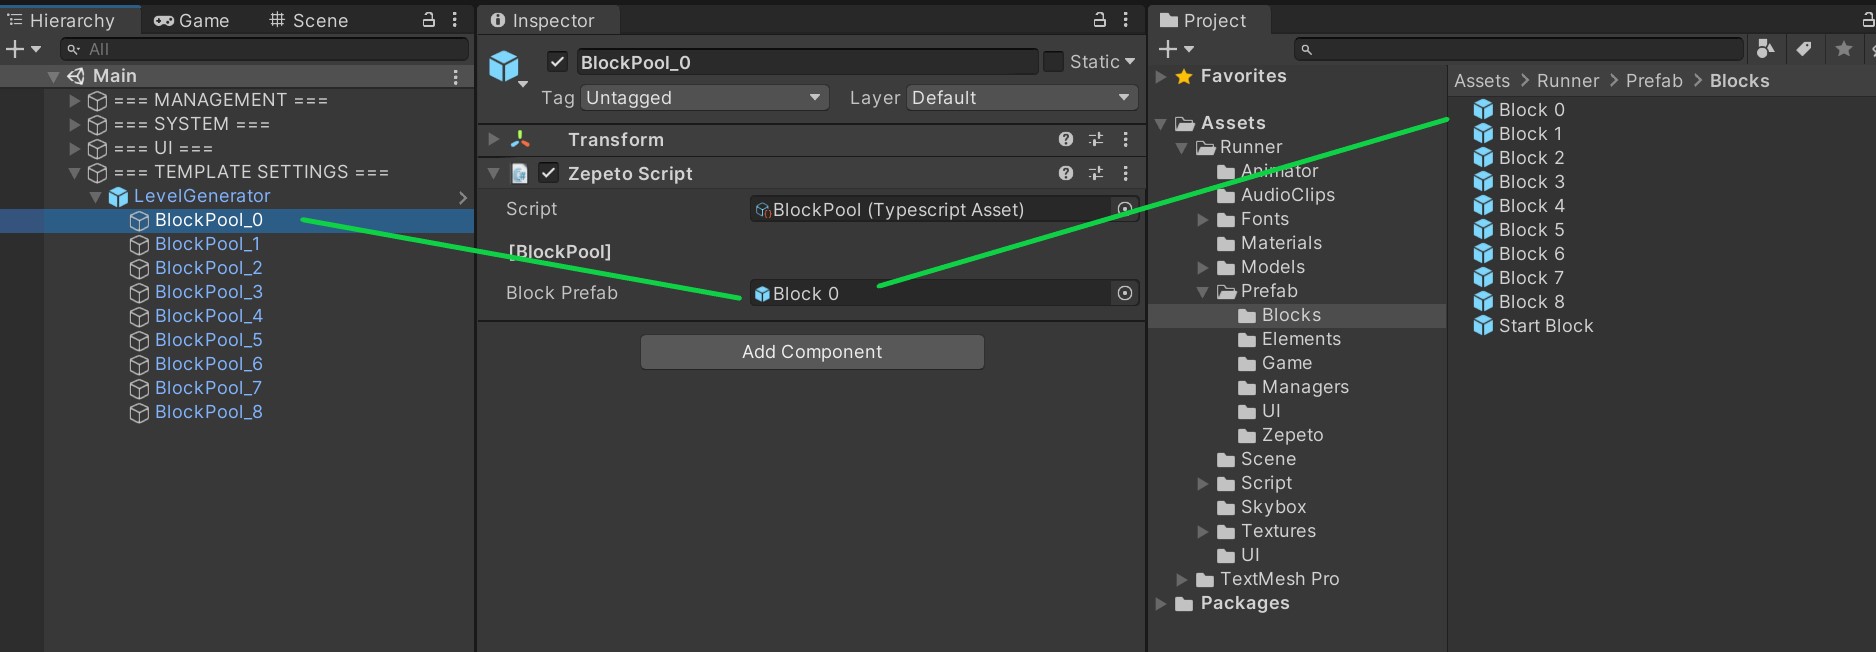 Hierarchy
Game
Scene
All
Main
=== MANAGEMENT ===
=== SYSTEM ===
=== UI ===
=== TEMPLATE SETTINGS ===
LevelGenerator
BlockPool_0
BlockPool_1
BlockPool_2
BlockPool_3
BlockPool_4
BlockPool_5
BlockPool_6
BlockPool_7
BlockPool_8
Inspector
BlockPool_0
Static
Tag Untagged
Layer Default
Transform
Zepeto Script
Script
BlockPool (Typescript Asset)
[BlockPool]
Block Prefab
Block 0
Add Component
Project
Favorites
Assets
Runner
Animator
AudioClips
Fonts
Materials
Models
Prefab
Blocks
Elements
Game
Managers
UI
Zepeto
Scene
Script
Skybox
Textures
UI
TextMesh Pro
Packages
Assets > Runner > Prefab > Blocks
Block 0
Block 1
Block 2
Block 3
Block 4
Block 5
Block 6
Block 7
Block 8
Start Block